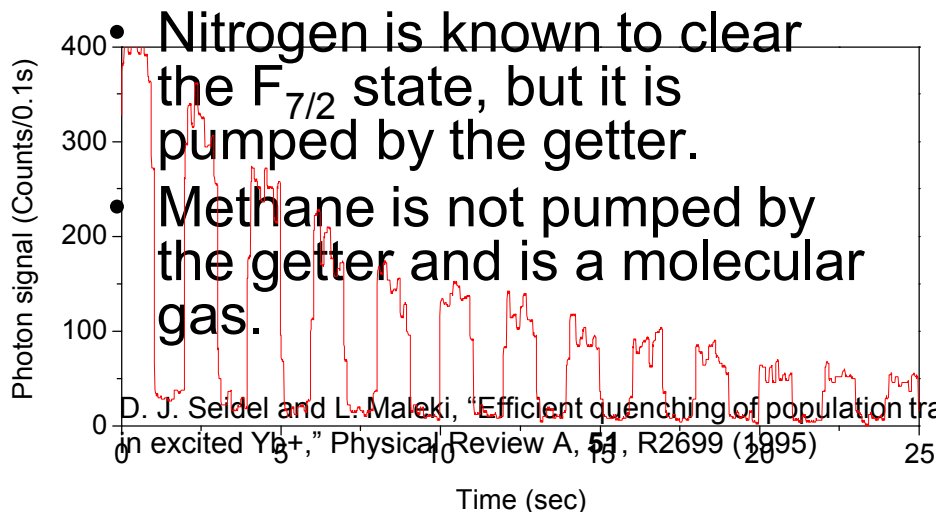 • Nitrogen is known to clear
the F7/2 state, but it is
pumped by the getter.
• Methane is not pumped by
the getter and is a molecular
gas.
D. J. Seidel and L. Maleki, “Efficient quenching of population tra
in excited Yb+,” Physical Review A, 51, R2699 (1995)
Photon signal (Counts/0.1s)
400
300
200
100
0
0 5 10 15 20 25
Time (sec)